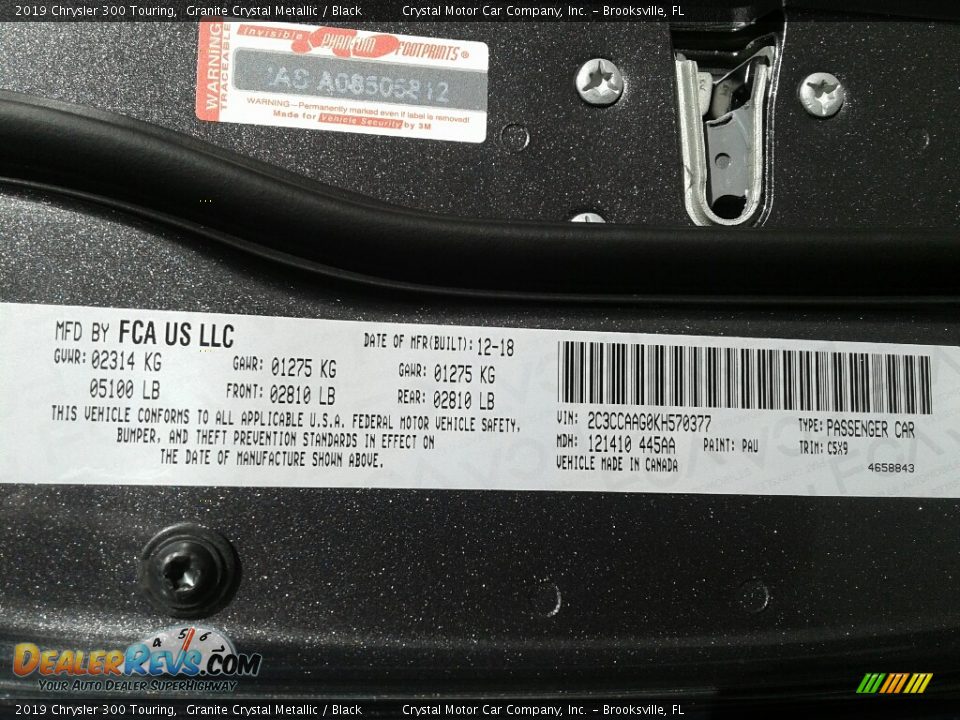 2019 Chrysler 300 Touring, Granite Crystal Metallic / Black Crystal Motor Car Company, Inc. - Brooksville, FL
WARNING
TRACEABLE
Invisible PHANTOM FOOTPRINTS®
A08505812
WARNING—Permanently marked even if label is removed!
Made for Vehicle Security by 3M
MFD BY FCA US LLC
DATE OF MFR(BUILT): 12-18
GVWR: 02314 KG GAWR: 01275 KG GAWR: 01275 KG
05100 LB FRONT: 02810 LB REAR: 02810 LB
THIS VEHICLE CONFORMS TO ALL APPLICABLE U.S.A. FEDERAL MOTOR VEHICLE SAFETY,
BUMPER, AND THEFT PREVENTION STANDARDS IN EFFECT ON
THE DATE OF MANUFACTURE SHOWN ABOVE.
VIN: 2C3CCAAG0KH570377 TYPE: PASSENGER CAR
MDH: 121410 445AA PAINT: PAU TRIM: C5X9
VEHICLE MADE IN CANADA 4658843
4 5 6
DEALERREVS.COM
YOUR AUTO DEALER SUPERHIGHWAY
2019 Chrysler 300 Touring, Granite Crystal Metallic / Black Crystal Motor Car Company, Inc. - Brooksville, FL